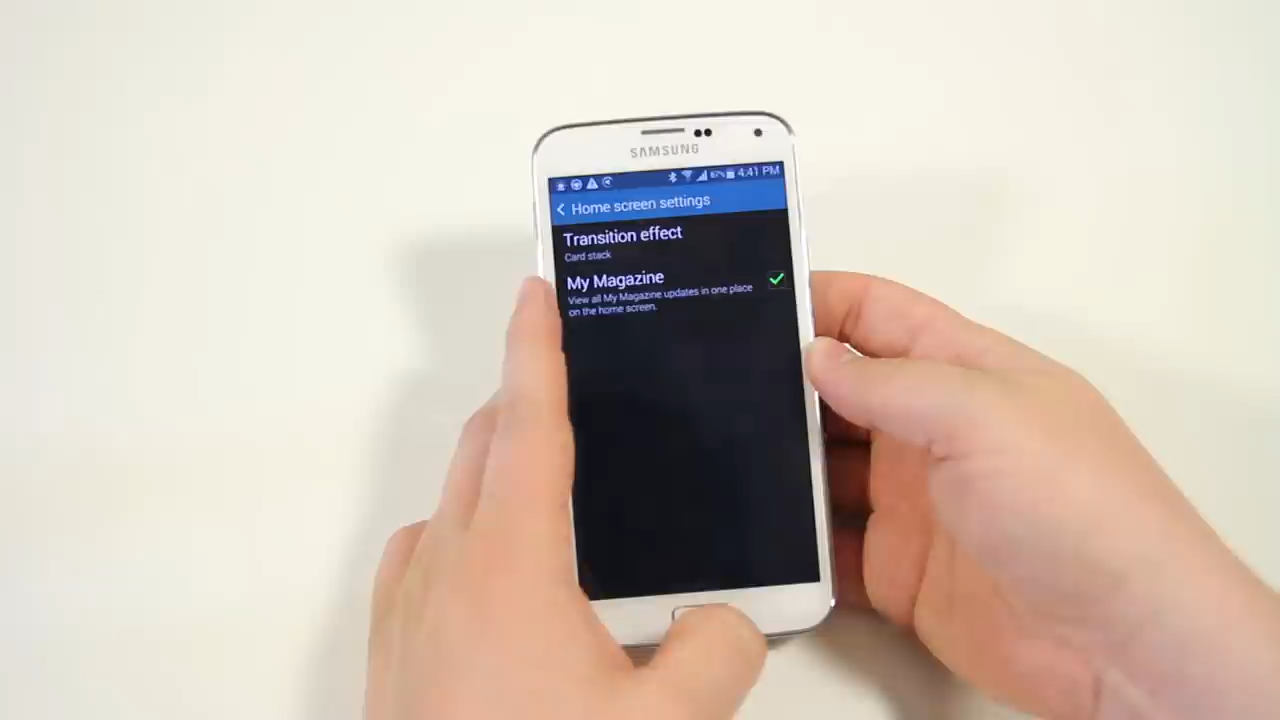 SAMSUNG
67% 4:41 PM
Home screen settings
Transition effect
Card stack
My Magazine
View all My Magazine updates in one place
on the home screen.